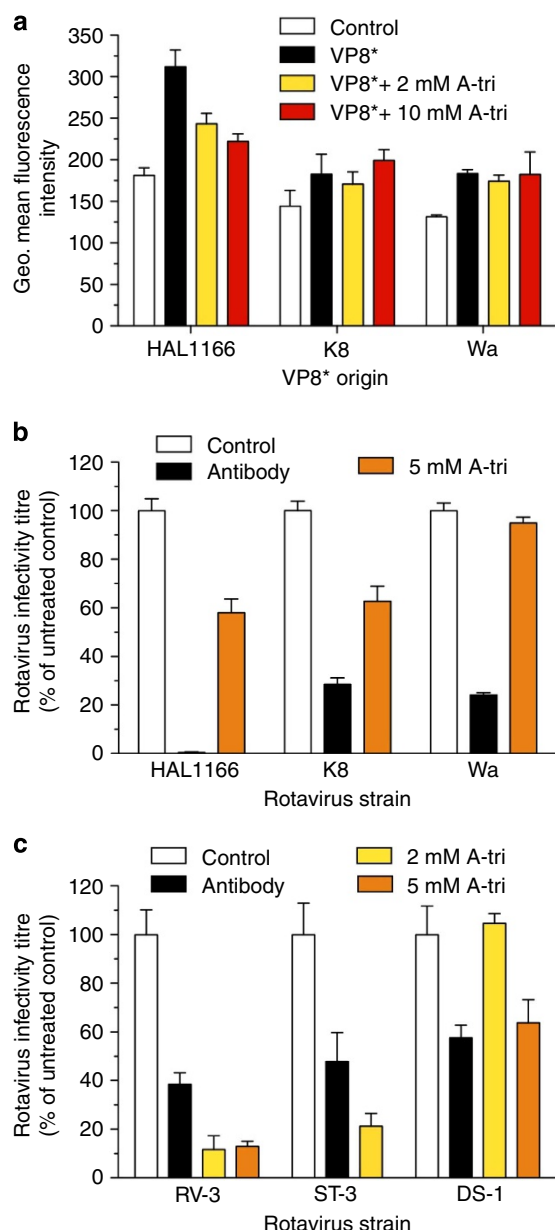 a
Control
VP8*
VP8*+ 2 mM A-tri
VP8*+ 10 mM A-tri
Geo. mean fluorescence
intensity
350
300
250
200
150
100
50
0
HAL1166 K8 Wa
VP8* origin
b
Control
Antibody
5 mM A-tri
Rotavirus infectivity titre
(% of untreated control)
120
100
80
60
40
20
0
HAL1166 K8 Wa
Rotavirus strain
c
Control
Antibody
2 mM A-tri
5 mM A-tri
Rotavirus infectivity titre
(% of untreated control)
120
100
80
60
40
20
0
RV-3 ST-3 DS-1
Rotavirus strain